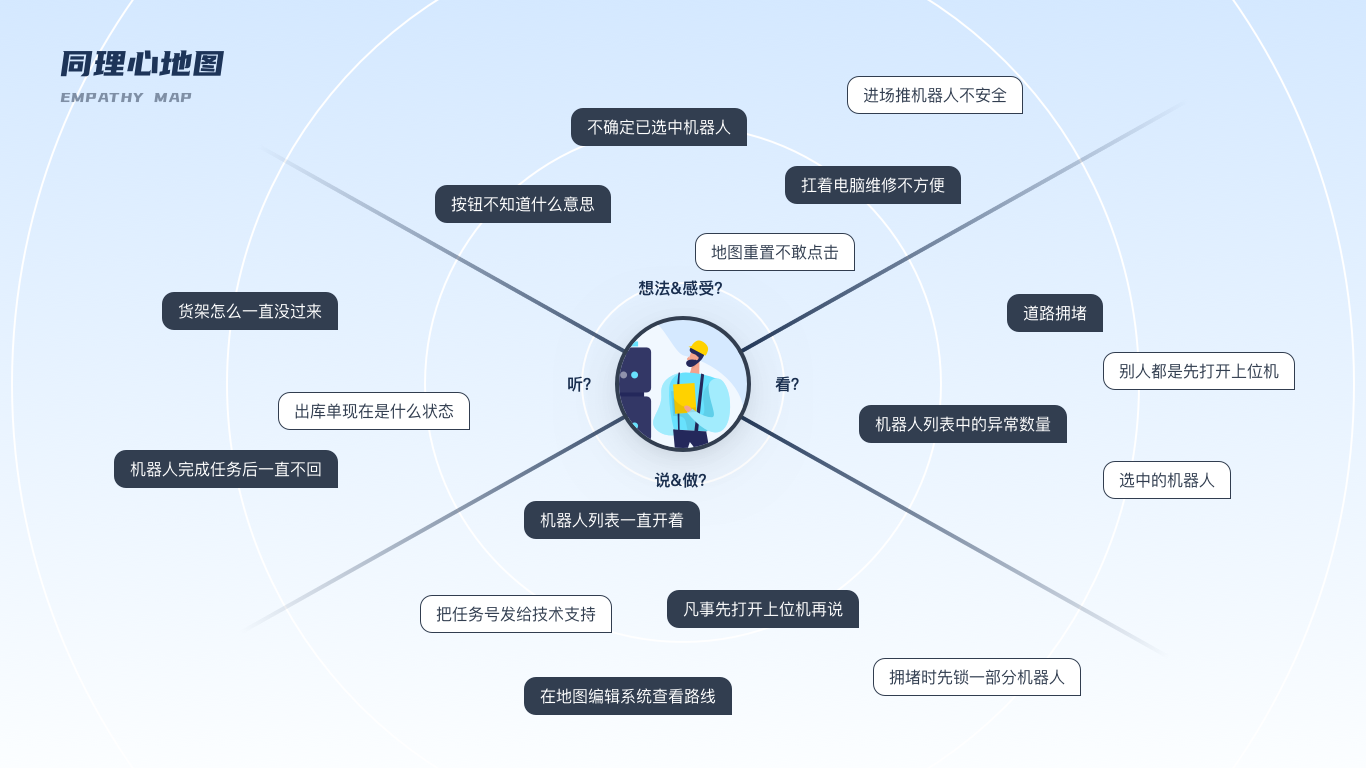 同理心地图
EMPATHY MAP
进场推机器人不安全
不确定已选中机器人
扛着电脑维修不方便
按钮不知道什么意思
地图重置不敢点击
想法&感受?
货架怎么一直没过来
道路拥堵
别人都是先打开上位机
听?
看?
出库单现在是什么状态
机器人列表中的异常数量
机器人完成任务后一直不回
选中的机器人
说&做?
机器人列表一直开着
把任务号发给技术支持
凡事先打开上位机再说
拥堵时先锁一部分机器人
在地图编辑系统查看路线